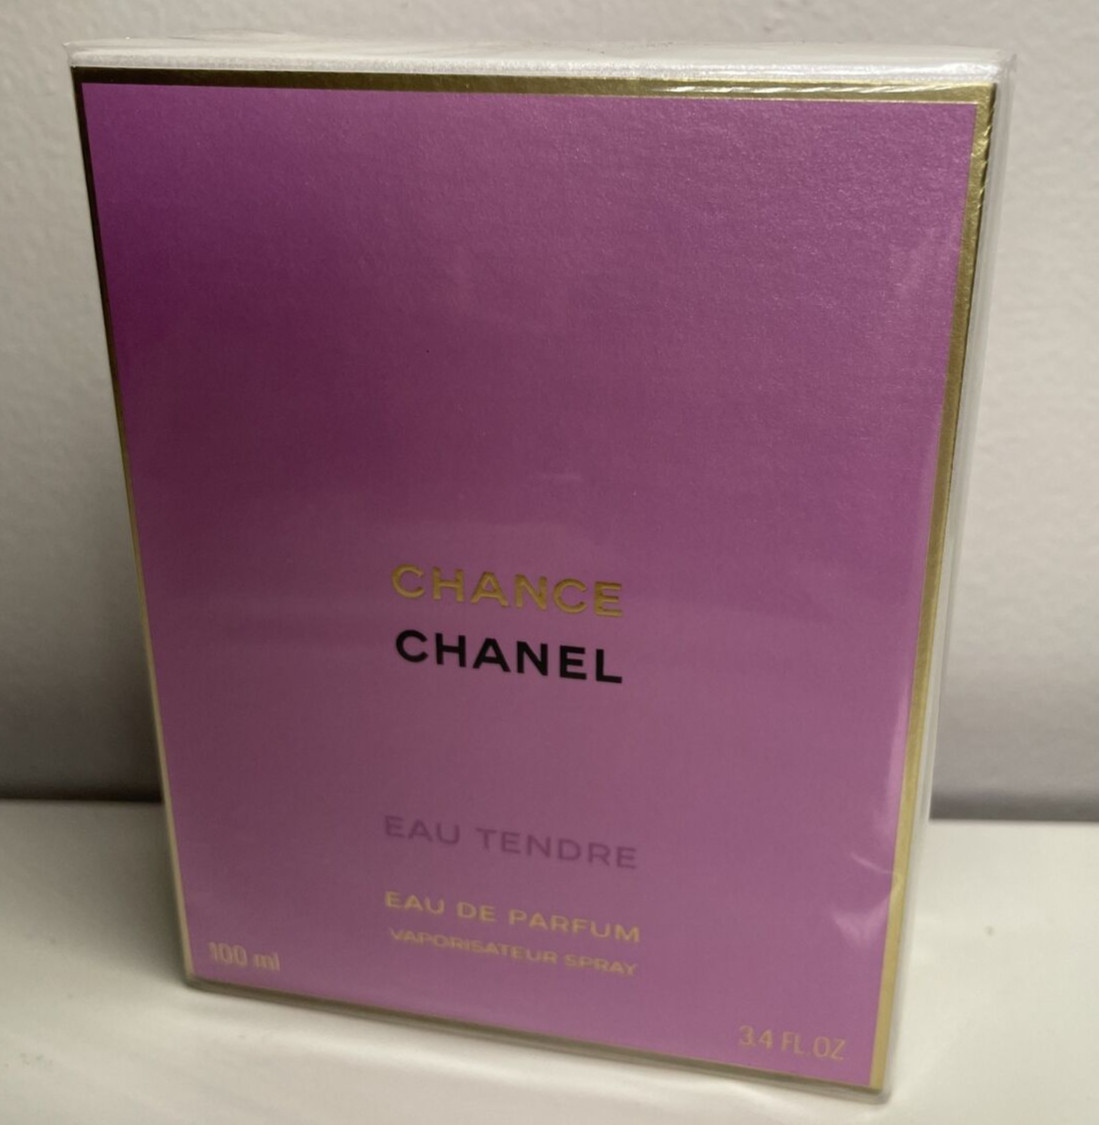 CHANCE
CHANEL
EAU TENDRE
EAU DE PARFUM
VAPORISATEUR SPRAY
100 ml
3.4 FL.OZ